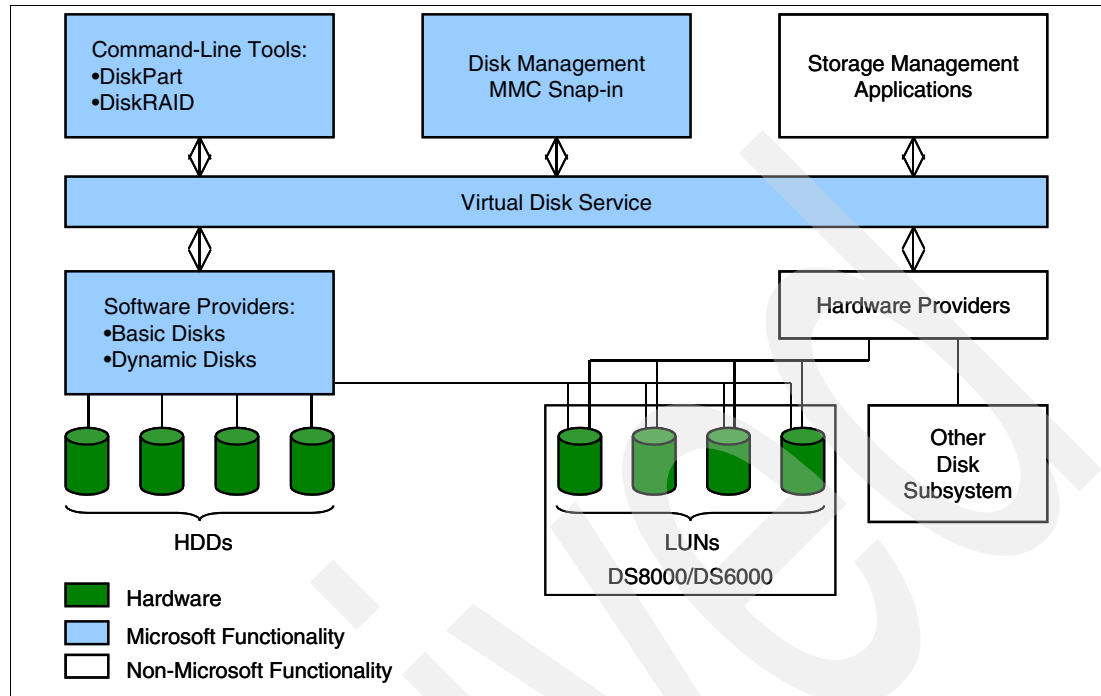 Command-Line Tools:
•DiskPart
•DiskRAID
Disk Management
MMC Snap-in
Storage Management
Applications
Virtual Disk Service
Software Providers:
•Basic Disks
•Dynamic Disks
Hardware Providers
HDDs
LUNs
DS8000/DS6000
Other
Disk
Subsystem
Hardware
Microsoft Functionality
Non-Microsoft Functionality